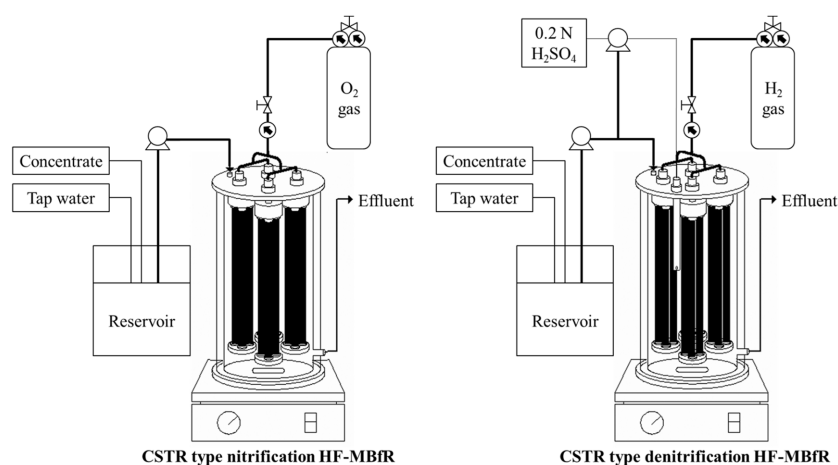 O₂
gas
Concentrate
Tap water
Reservoir
Effluent
CSTR type nitrification HF-MBfR
0.2 N
H₂SO₄
H₂
gas
Concentrate
Tap water
Reservoir
Effluent
CSTR type denitrification HF-MBfR